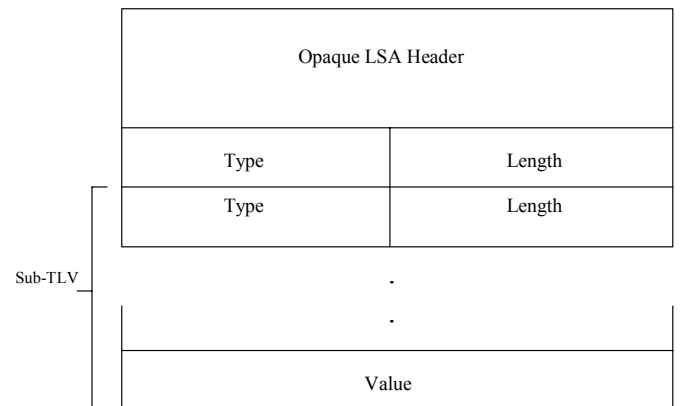 Opaque LSA Header
Type Length
Type Length
Sub-TLV
.
.
Value